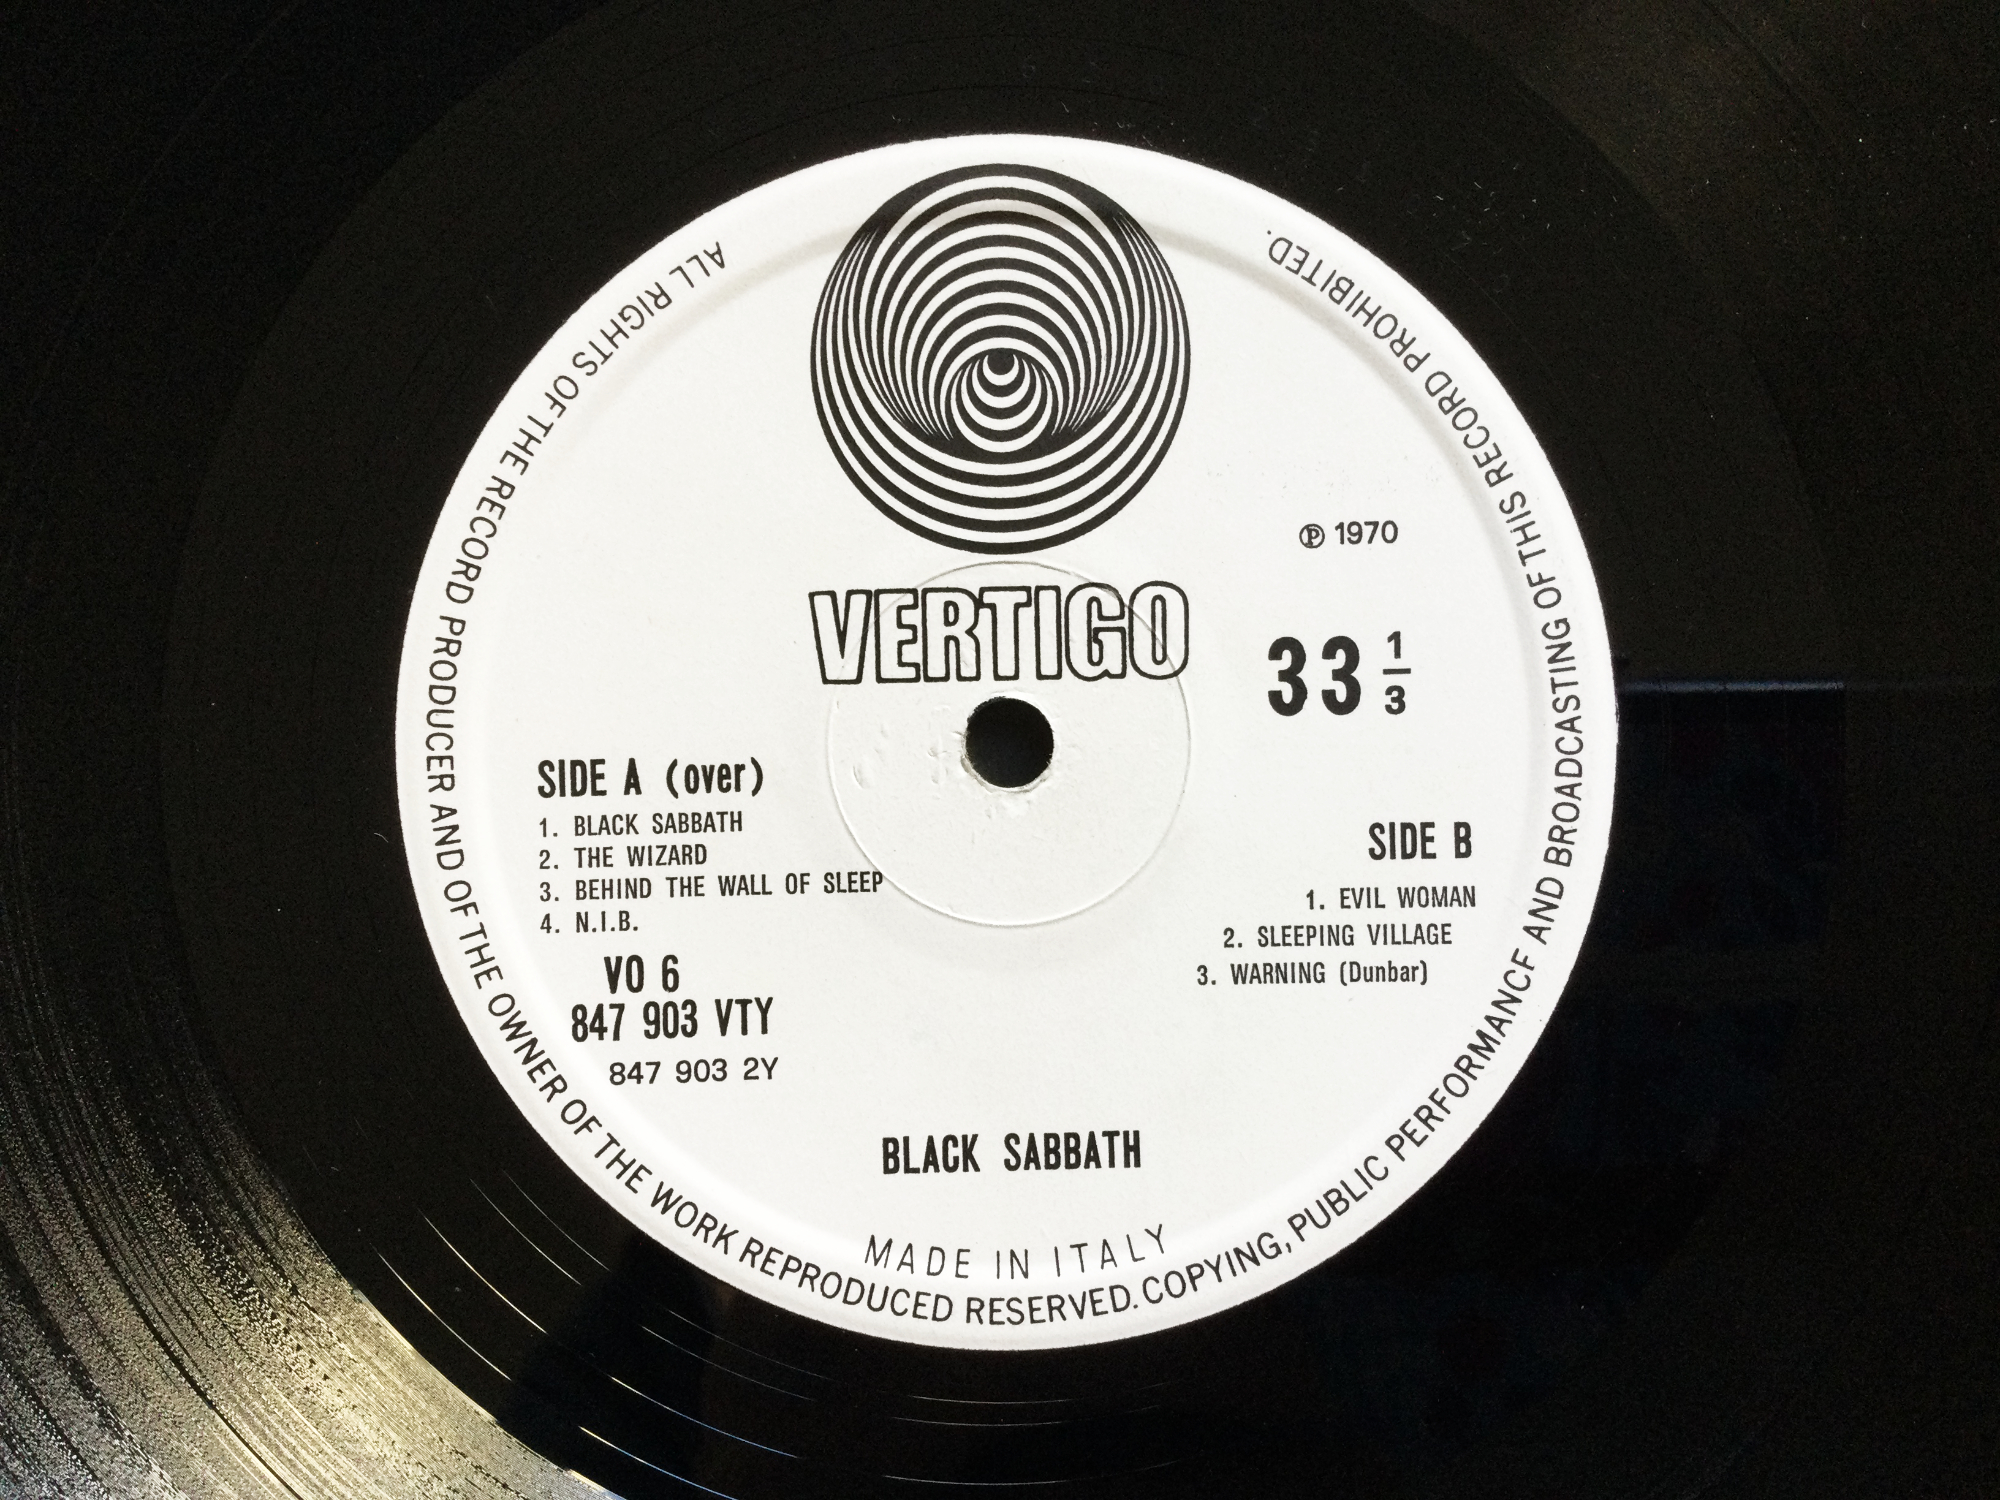 VERTIGO
℗ 1970
33 1/3
SIDE A (over)
1. BLACK SABBATH
2. THE WIZARD
3. BEHIND THE WALL OF SLEEP
4. N.I.B.
VO 6
847 903 VTY
847 903 2Y
SIDE B
1. EVIL WOMAN
2. SLEEPING VILLAGE
3. WARNING (Dunbar)
BLACK SABBATH
MADE IN ITALY
ALL RIGHTS OF THE RECORD PRODUCER AND OF THE OWNER OF THE WORK REPRODUCED RESERVED. COPYING, PUBLIC PERFORMANCE AND BROADCASTING OF THIS RECORD PROHIBITED.